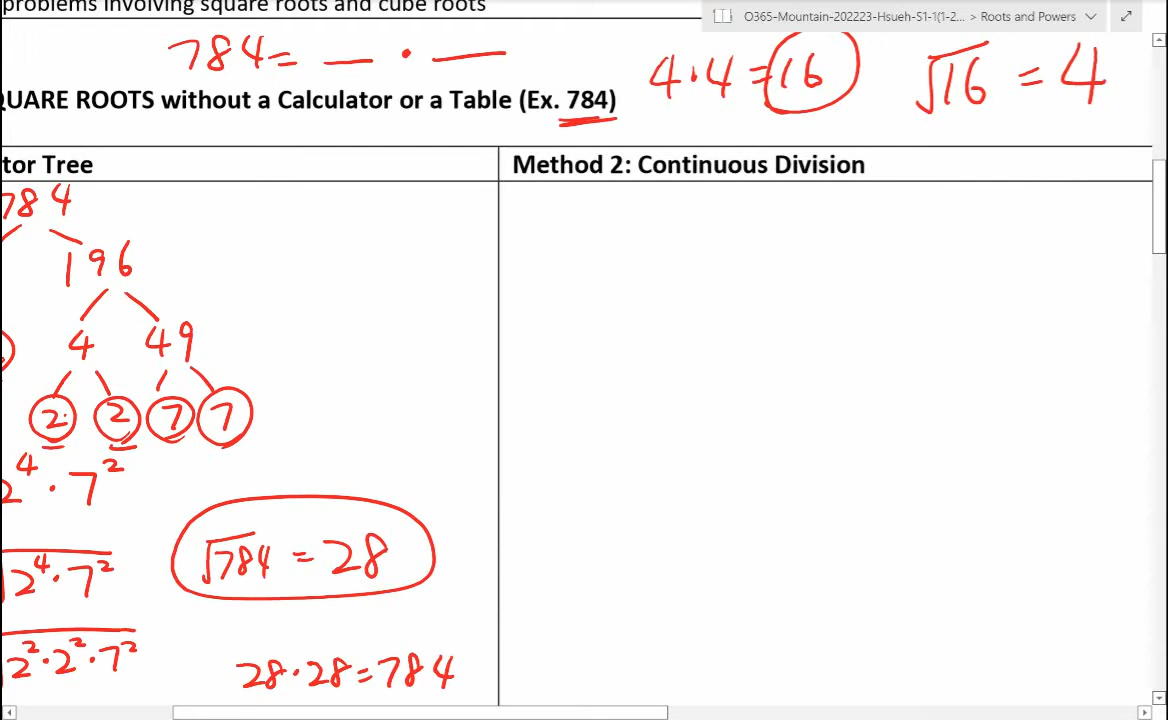 problems involving square roots and cube roots
O365-Mountain-202223-Hsueh-S1-1(1-2... > Roots and Powers
784 = __ · __
4·4=16
√16 = 4
QUARE ROOTS without a Calculator or a Table (Ex. 784)
tor Tree
Method 2: Continuous Division
784
196
4 49
2 2 7 7
2⁴ · 7²
√784 = 28
2⁴ · 7²
2² · 2² · 7²
28 · 28 = 784